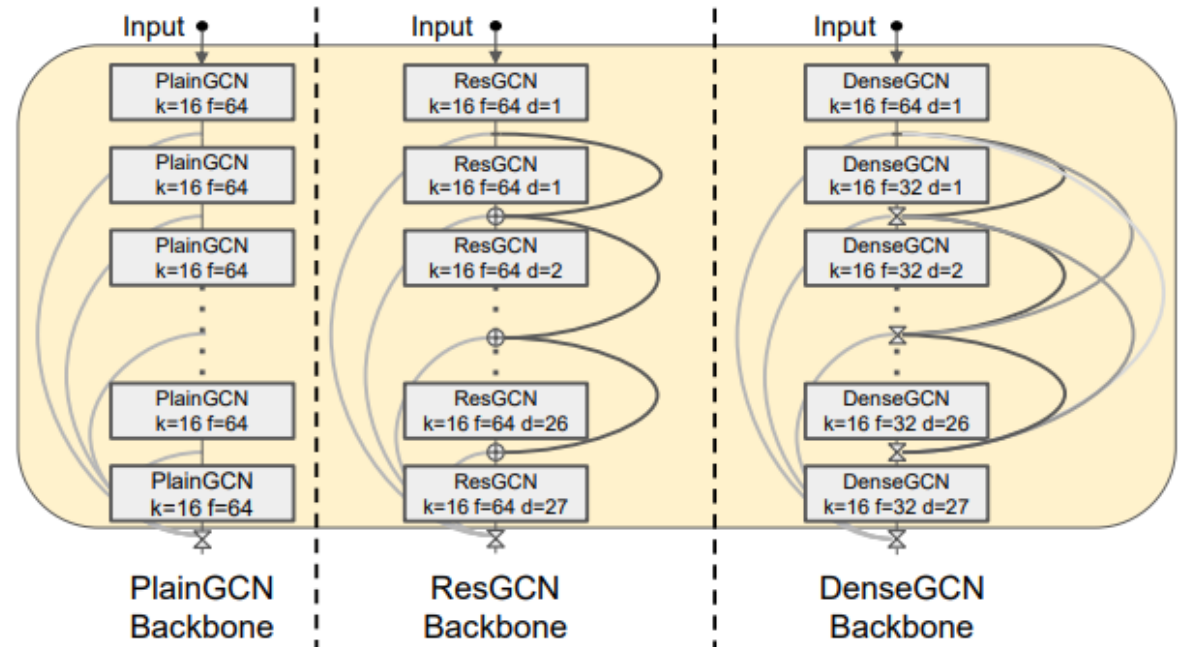 Input
PlainGCN
k=16 f=64
PlainGCN
k=16 f=64
PlainGCN
k=16 f=64
PlainGCN
k=16 f=64
PlainGCN
k=16 f=64
PlainGCN
Backbone
Input
ResGCN
k=16 f=64 d=1
ResGCN
k=16 f=64 d=1
ResGCN
k=16 f=64 d=2
ResGCN
k=16 f=64 d=26
ResGCN
k=16 f=64 d=27
ResGCN
Backbone
Input
DenseGCN
k=16 f=64 d=1
DenseGCN
k=16 f=32 d=1
DenseGCN
k=16 f=32 d=2
DenseGCN
k=16 f=32 d=26
DenseGCN
k=16 f=32 d=27
DenseGCN
Backbone